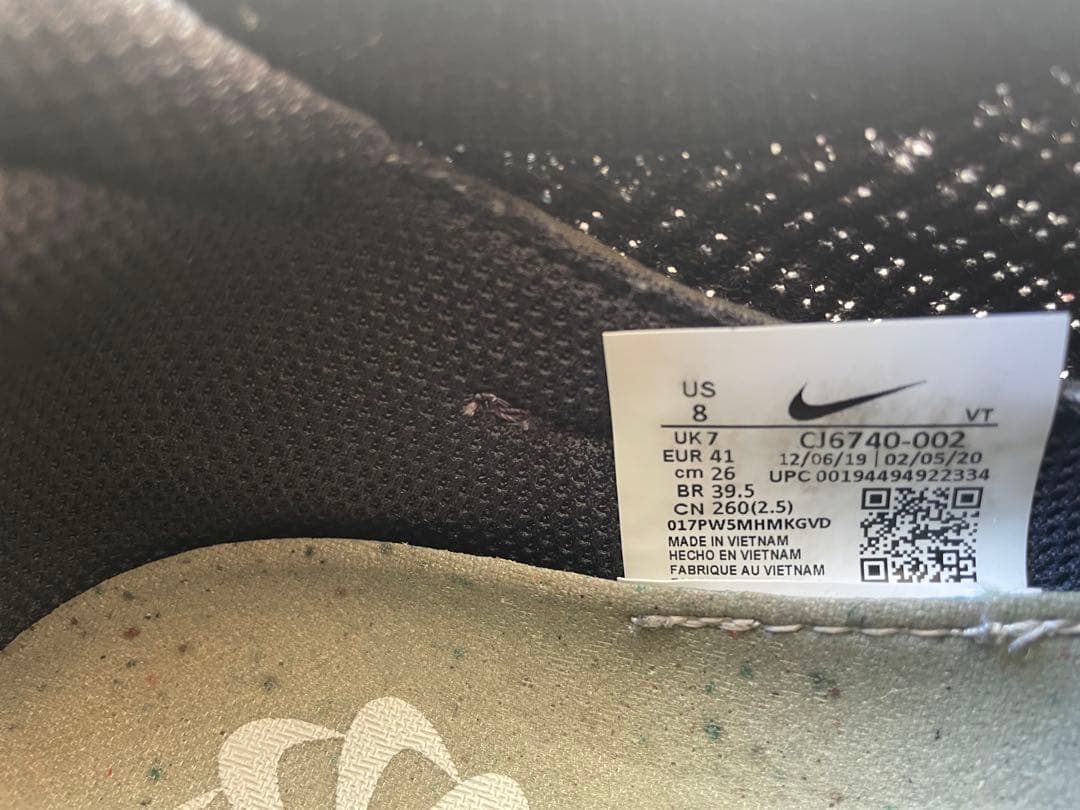 US
8
VT
UK 7
CJ6740-002
EUR 41
12/06/19 | 02/05/20
cm 26
UPC 00194494922334
BR 39.5
CN 260(2.5)
017PW5MHMKGVD
MADE IN VIETNAM
HECHO EN VIETNAM
FABRIQUE AU VIETNAM